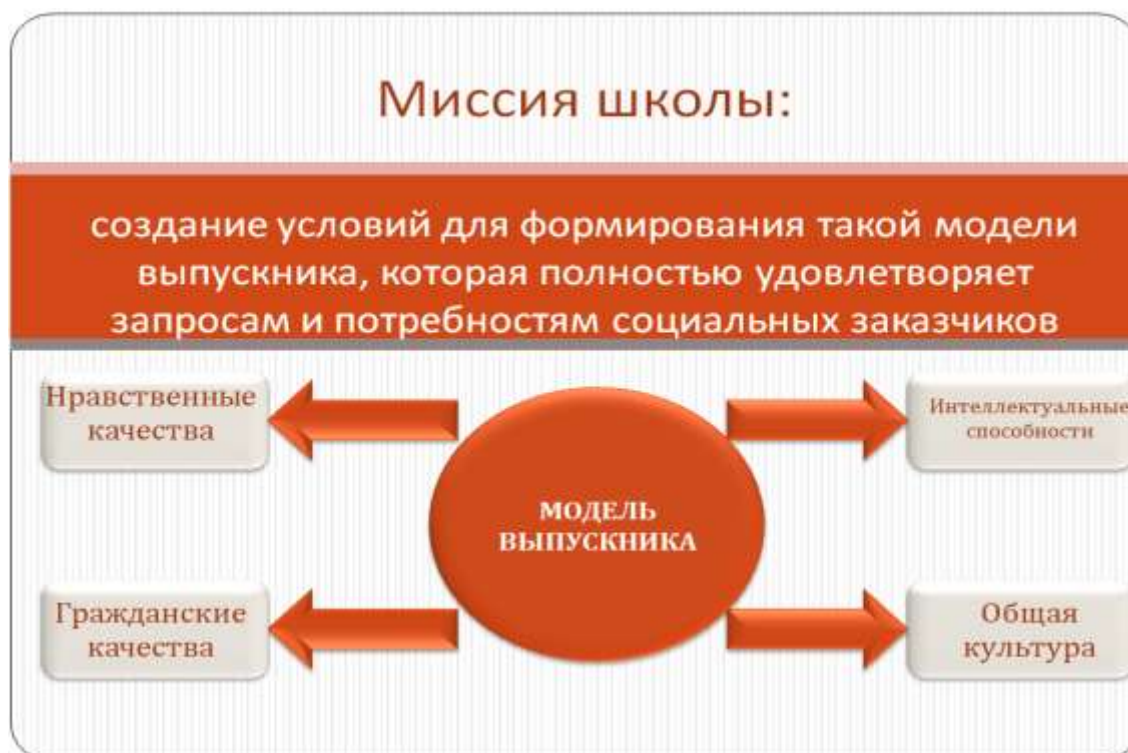 Миссия школы:
создание условий для формирования такой модели
выпускника, которая полностью удовлетворяет
запросам и потребностям социальных заказчиков
Нравственные
качества
Интеллектуальные
способности
МОДЕЛЬ
ВЫПУСКНИКА
Гражданские
качества
Общая
культура